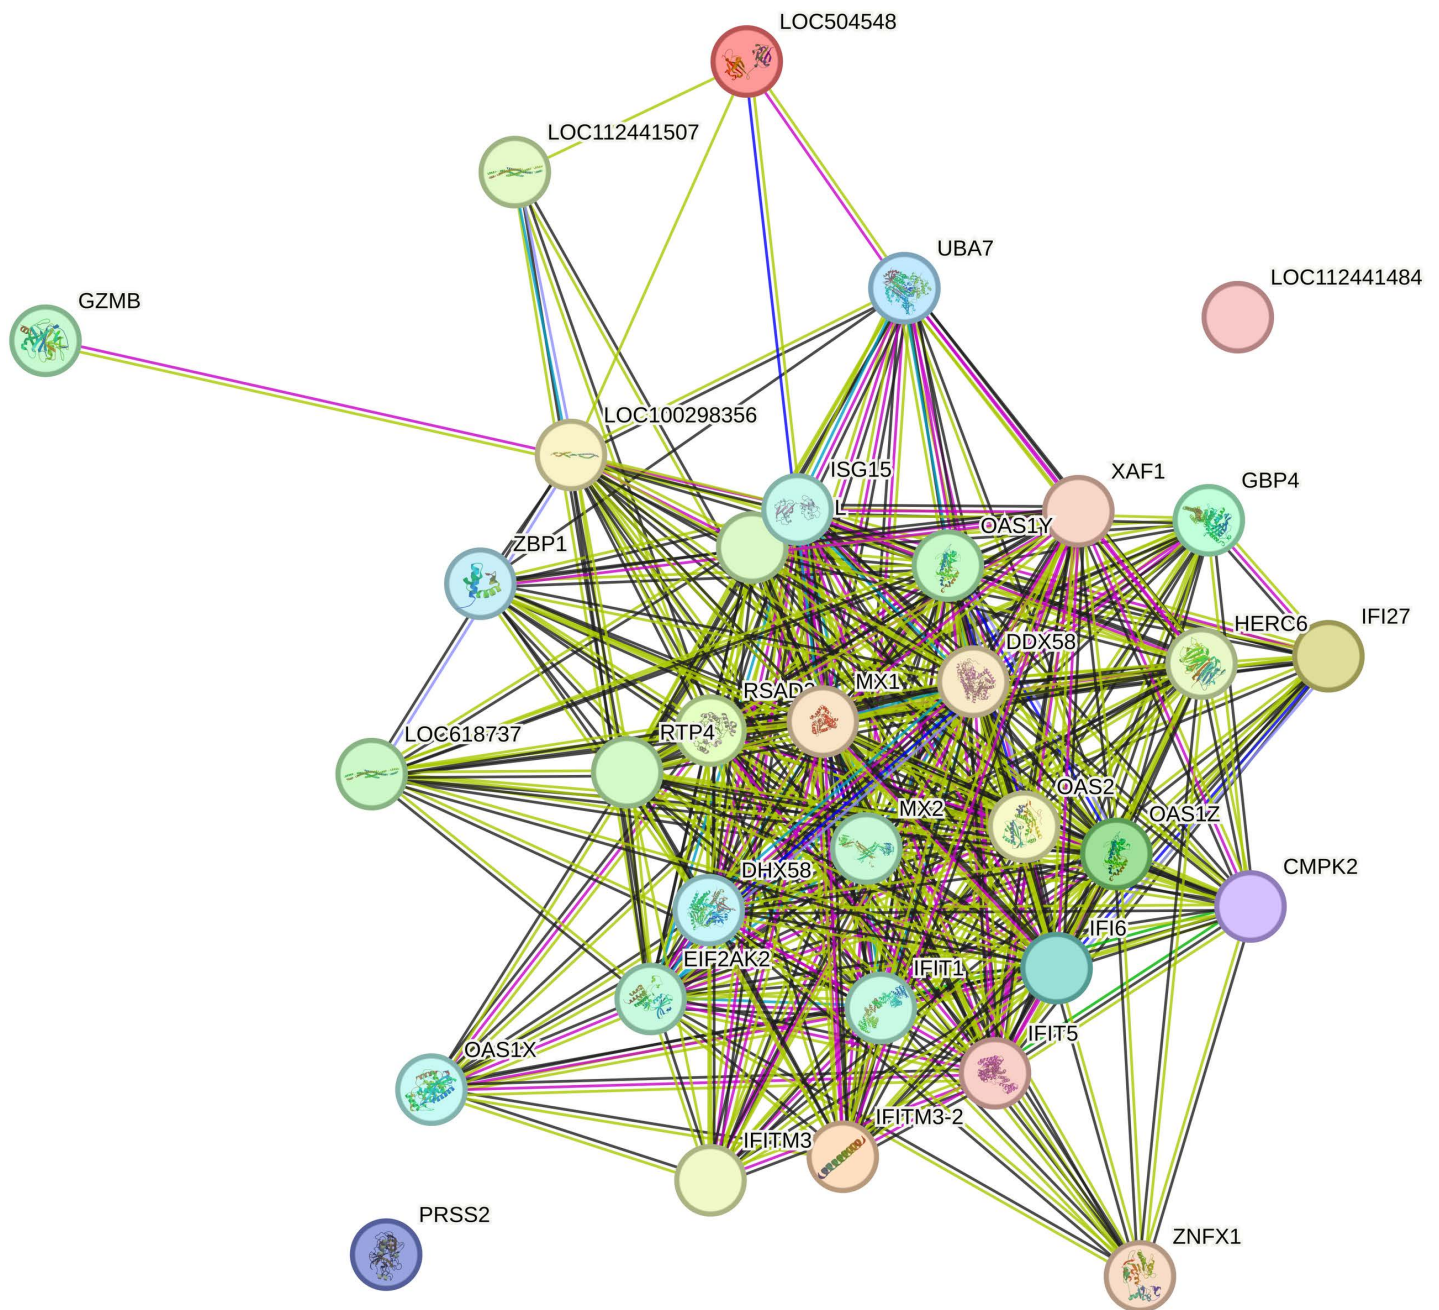 LOC504548
LOC112441507
UBA7
LOC112441484
GZMB
LOC100298356
ISG15
XAF1
GBP4
L
OAS1Y
ZBP1
IFI27
HERC6
DDX58
MX1
RTP4
LOC618737
OAS2
MX2
OAS1Z
DHX58
CMPK2
IFI6
EIF2AK2
IFIT1
IFIT5
OAS1X
IFITM3-2
IFITM3
PRSS2
ZNFX1